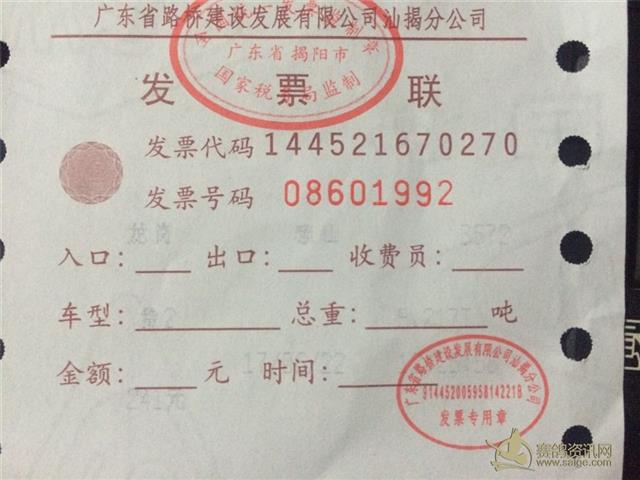 广东省路桥建设发展有限公司汕揭分公司
广东省揭阳市
国家税务局监制
发票联
发票代码 144521670270
发票号码 08601992
龙岗 3572
入口： 出口： 收费员：
车型： 总重： 吨
金额： 元 时间：
广东省路桥建设发展有限公司汕揭分公司
914452005958142218
发票专用章
赛鸽资讯网
www.saige.com